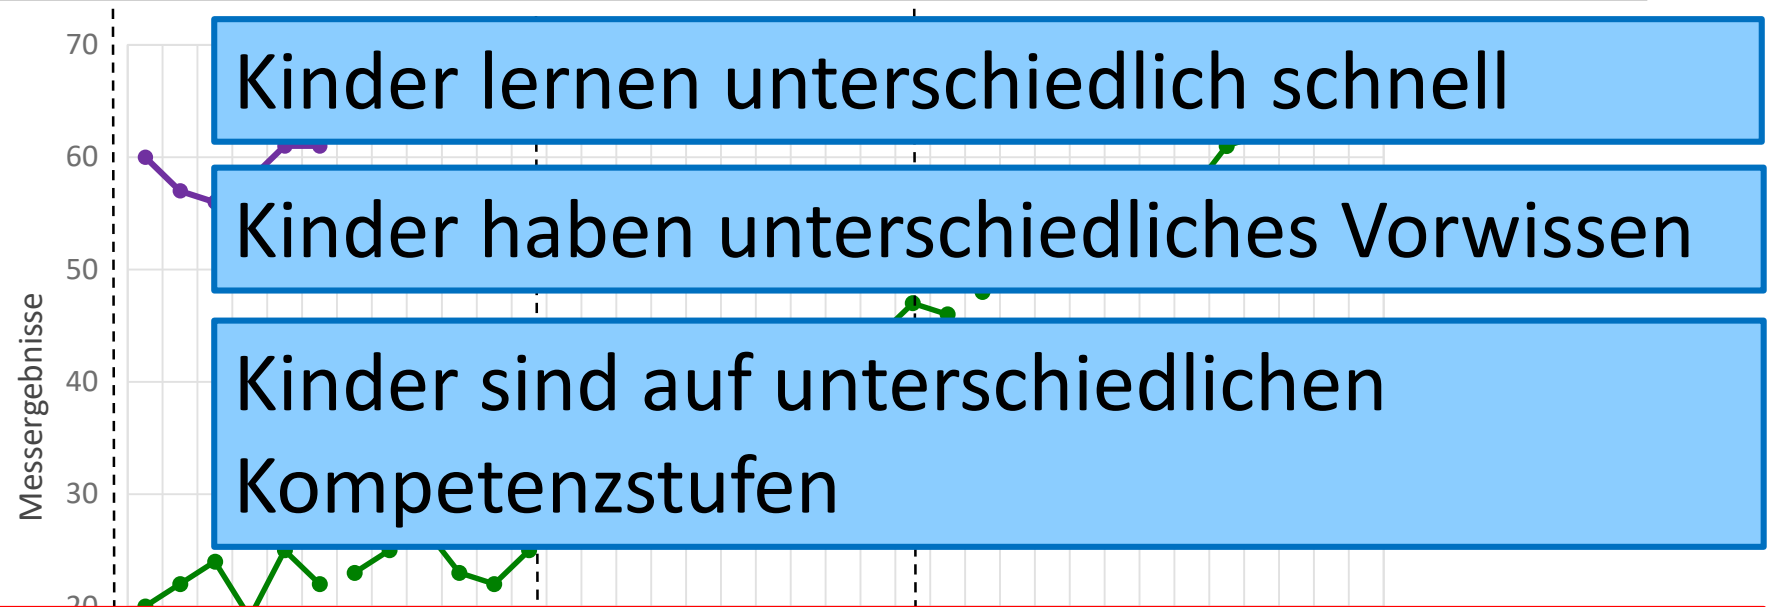 70
Kinder lernen unterschiedlich schnell
60
Kinder haben unterschiedliches Vorwissen
50
Messergebnisse
40
Kinder sind auf unterschiedlichen
Kompetenzstufen
30
20